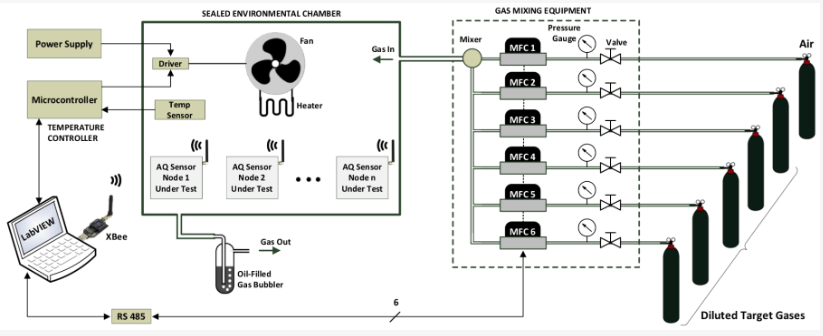 SEALED ENVIRONMENTAL CHAMBER
GAS MIXING EQUIPMENT
Power Supply
Driver
Fan
Heater
Microcontroller
Temp
Sensor
TEMPERATURE
CONTROLLER
Gas In
Mixer
MFC 1
MFC 2
MFC 3
MFC 4
MFC 5
MFC 6
Pressure
Gauge
Valve
Air
AQ Sensor
Node 1
Under Test
AQ Sensor
Node 2
Under Test
AQ Sensor
Node n
Under Test
LabVIEW
XBee
Gas Out
Oil-Filled
Gas Bubbler
RS 485
6
Diluted Target Gases